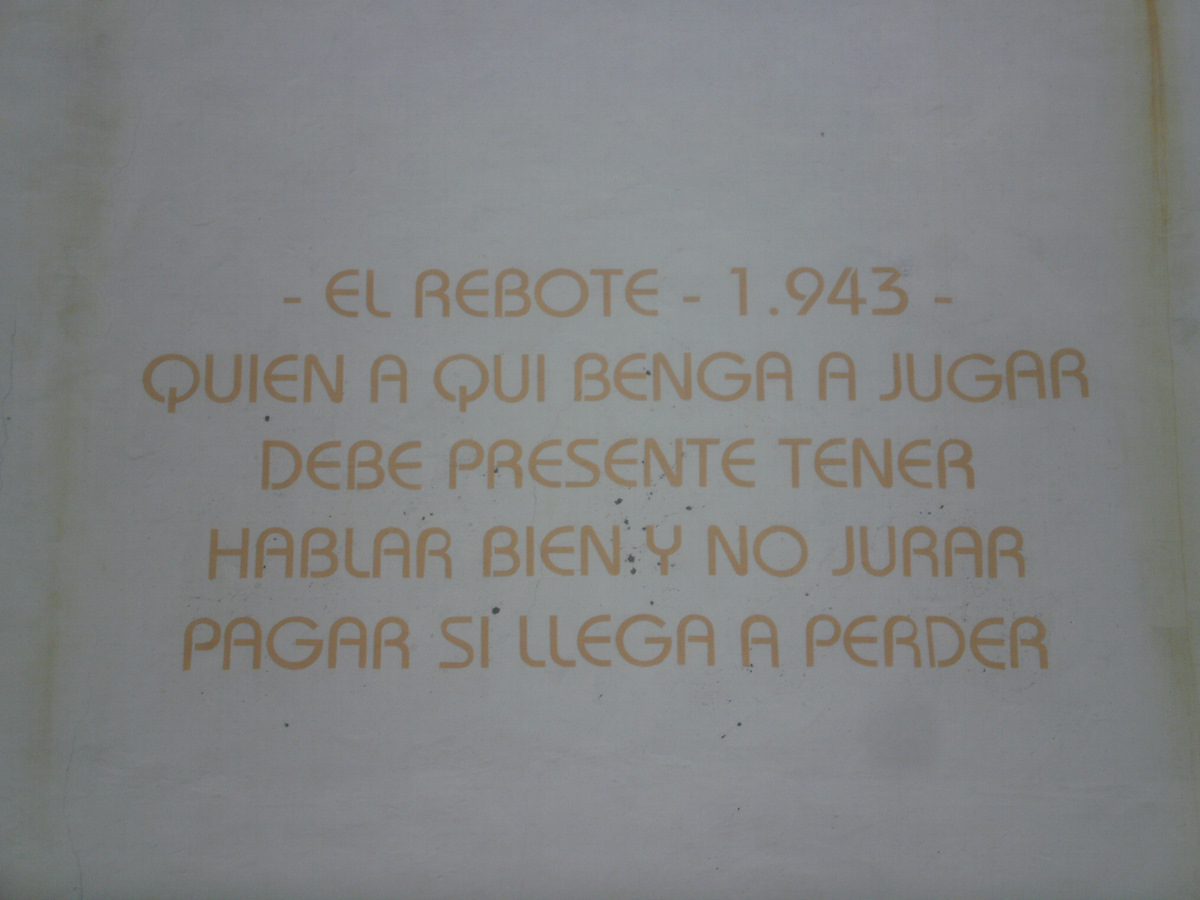 - EL REBOTE - 1.943 -
QUIEN A QUI BENGA A JUGAR
DEBE PRESENTE TENER
HABLAR BIEN Y NO JURAR
PAGAR SI LLEGA A PERDER